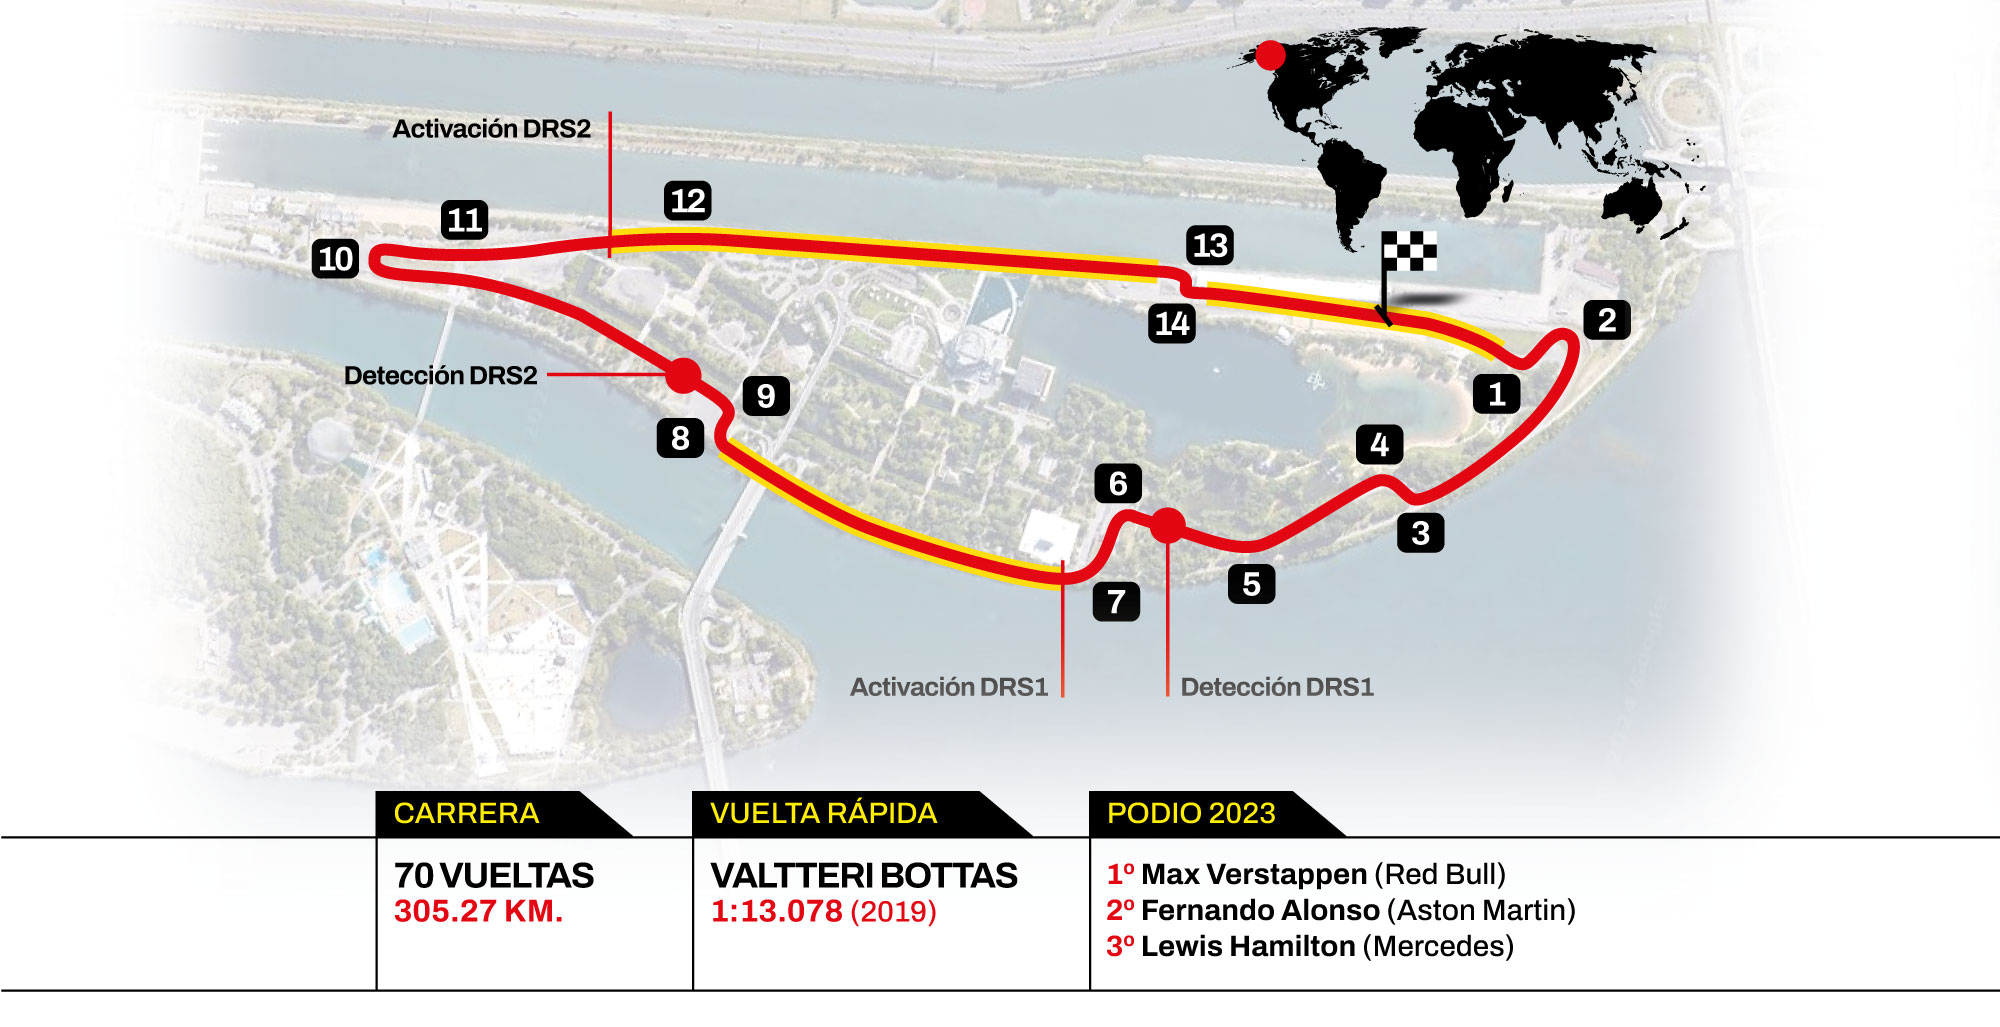 Activación DRS2
12
11
10
13
14
2
1
Detección DRS2
9
8
4
3
6
5
7
Activación DRS1
Detección DRS1
CARRERA
70 VUELTAS
305.27 KM.
VUELTA RÁPIDA
VALTTERI BOTTAS
1:13.078 (2019)
PODIO 2023
1º Max Verstappen (Red Bull)
2º Fernando Alonso (Aston Martin)
3º Lewis Hamilton (Mercedes)